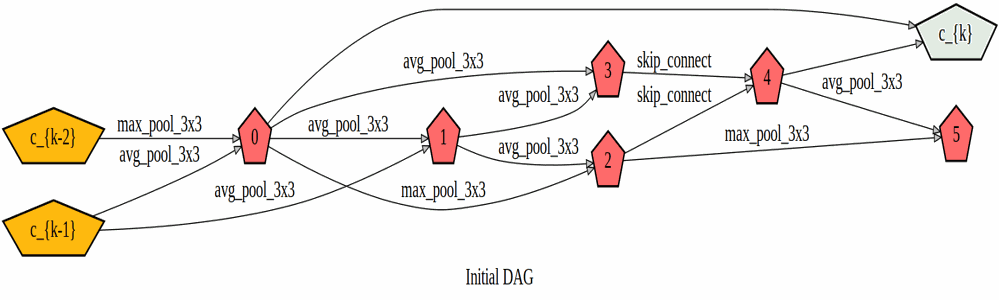 c_{k}
skip_connect
avg_pool_3x3
3
4
avg_pool_3x3
skip_connect
avg_pool_3x3
max_pool_3x3
avg_pool_3x3
max_pool_3x3
5
c_{k-2}
0
1
avg_pool_3x3
avg_pool_3x3
2
avg_pool_3x3
max_pool_3x3
c_{k-1}
Initial DAG